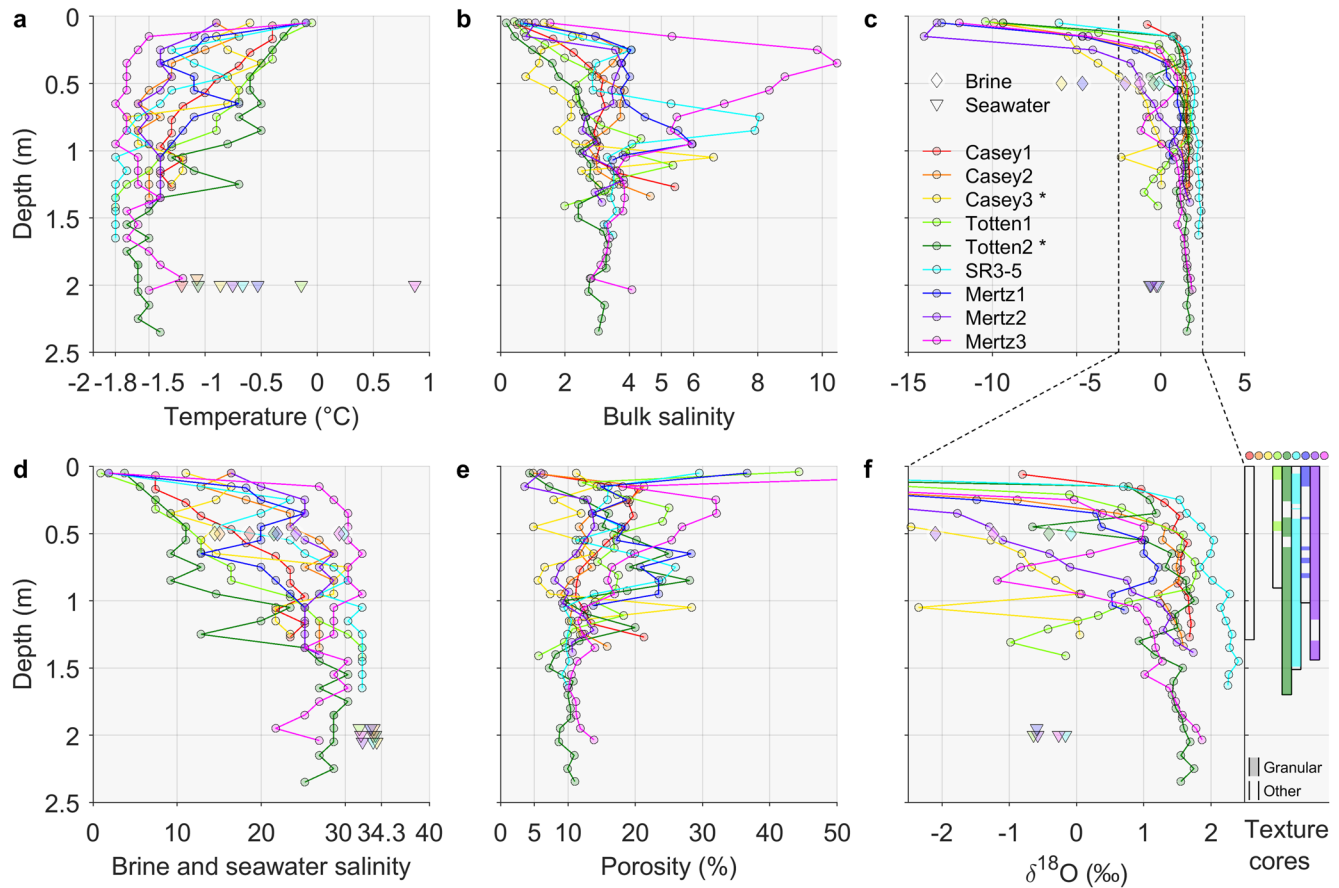 a
0
0.5
1
1.5
2
2.5
Depth (m)
-2 -1.8 -1.5 -1 -0.5 0 1
Temperature (°C)
b
0 2 4 6 8 10
Bulk salinity
c
Brine
Seawater
Casey1
Casey2
Casey3 *
Totten1
Totten2 *
SR3-5
Mertz1
Mertz2
Mertz3
-15 -10 -5 0 5
d
0
0.5
1
1.5
2
2.5
Depth (m)
0 10 20 30 34.3 40
Brine and seawater salinity
e
0 5 10 20 30 40 50
Porosity (%)
f
Granular
Other
-2 -1 0 1 2
δ18O (‰)
Texture
cores